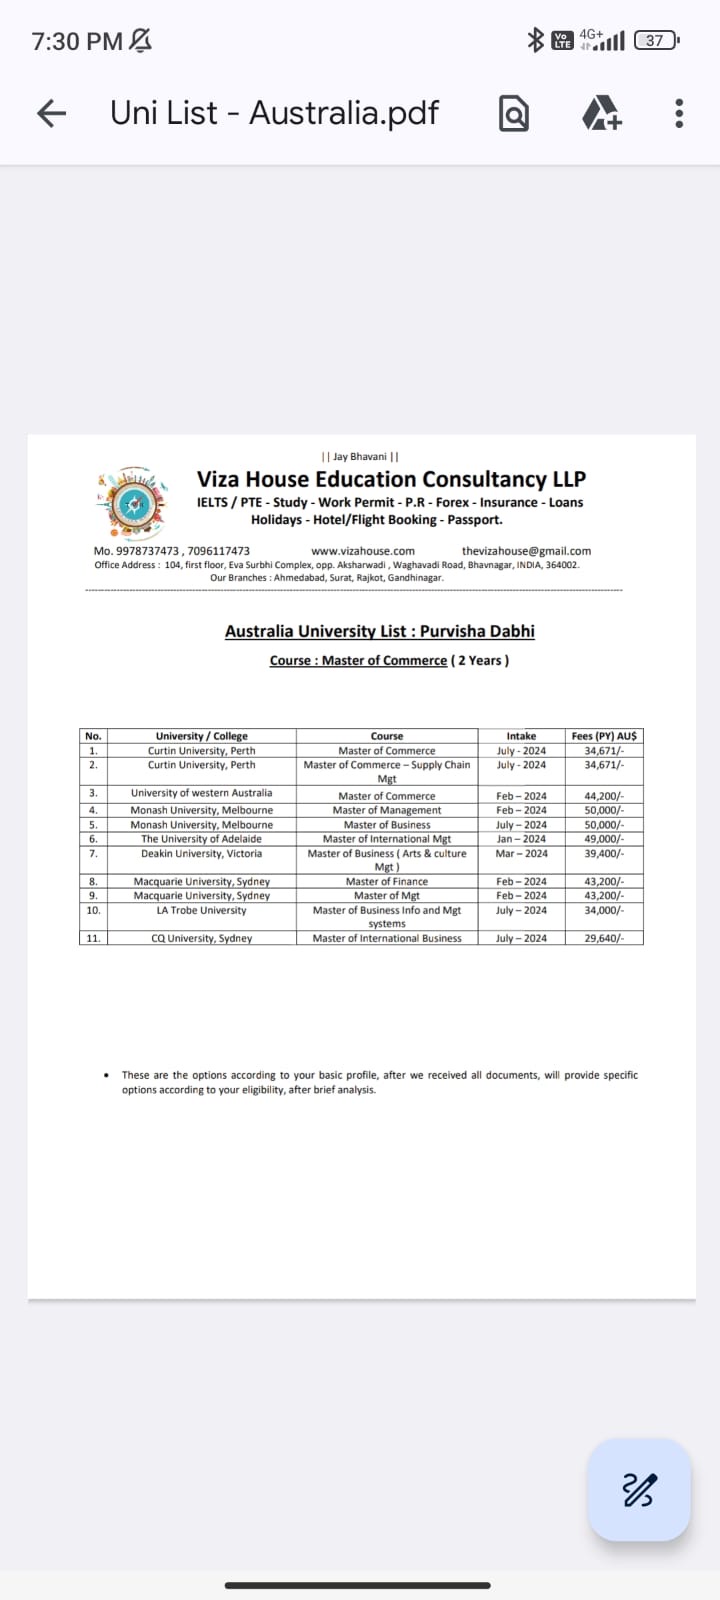 7:30 PM
Vo LTE 4G+ 37
Uni List - Australia.pdf
|| Jay Bhavani ||
Viza House Education Consultancy LLP
IELTS / PTE - Study - Work Permit - P.R - Forex - Insurance - Loans
Holidays - Hotel/Flight Booking - Passport.
Mo. 9978737473 , 7096117473 www.vizahouse.com thevizahouse@gmail.com
Office Address : 104, first floor, Eva Surbhi Complex, opp. Aksharwadi , Waghavadi Road, Bhavnagar, INDIA, 364002.
Our Branches : Ahmedabad, Surat, Rajkot, Gandhinagar.
Australia University List : Purvisha Dabhi
Course : Master of Commerce ( 2 Years )
No. University / College Course Intake Fees (PY) AU$
1. Curtin University, Perth Master of Commerce July - 2024 34,671/-
2. Curtin University, Perth Master of Commerce – Supply Chain July - 2024 34,671/-
Mgt
3. University of western Australia Master of Commerce Feb – 2024 44,200/-
4. Monash University, Melbourne Master of Management Feb – 2024 50,000/-
5. Monash University, Melbourne Master of Business July – 2024 50,000/-
6. The University of Adelaide Master of International Mgt Jan – 2024 49,000/-
7. Deakin University, Victoria Master of Business ( Arts & culture Mar – 2024 39,400/-
Mgt )
8. Macquarie University, Sydney Master of Finance Feb – 2024 43,200/-
9. Macquarie University, Sydney Master of Mgt Feb – 2024 43,200/-
10. LA Trobe University Master of Business Info and Mgt July – 2024 34,000/-
systems
11. CQ University, Sydney Master of International Business July – 2024 29,640/-
• These are the options according to your basic profile, after we received all documents, will provide specific
options according to your eligibility, after brief analysis.